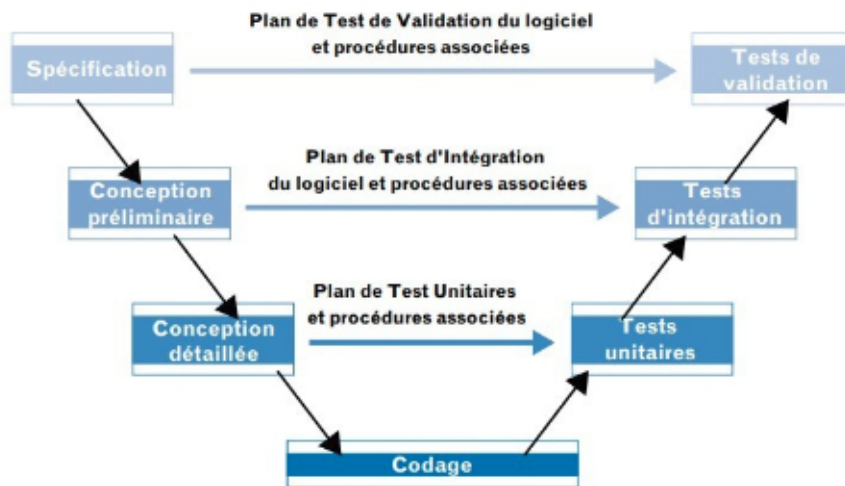 Plan de Test de Validation du logiciel
et procédures associées
Spécification
Tests de
validation
Plan de Test d'Intégration
du logiciel et procédures associées
Conception
préliminaire
Tests
d'intégration
Plan de Test Unitaires
et procédures associées
Conception
détaillée
Tests
unitaires
Codage